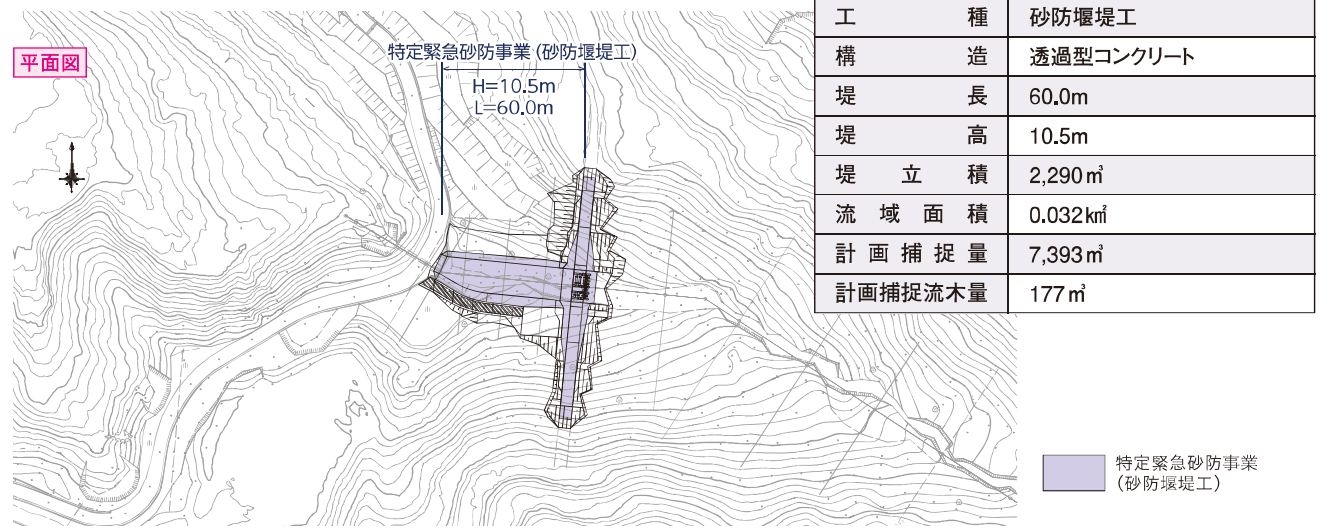 平面図
特定緊急砂防事業(砂防堰堤工)
H=10.5m
L=60.0m
工種 砂防堰堤工
構造 透過型コンクリート
堤長 60.0m
堤高 10.5m
堤立積 2,290㎥
流域面積 0.032k㎡
計画捕捉量 7,393㎥
計画捕捉流木量 177㎥
特定緊急砂防事業
(砂防堰堤工)